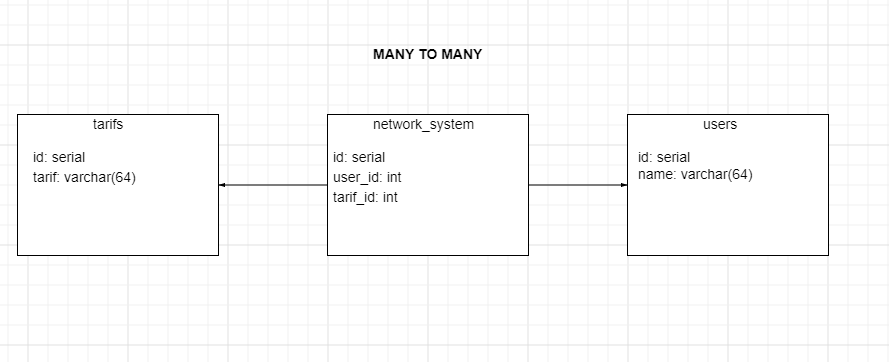 MANY TO MANY
tarifs
id: serial
tarif: varchar(64)
network_system
id: serial
user_id: int
tarif_id: int
users
id: serial
name: varchar(64)